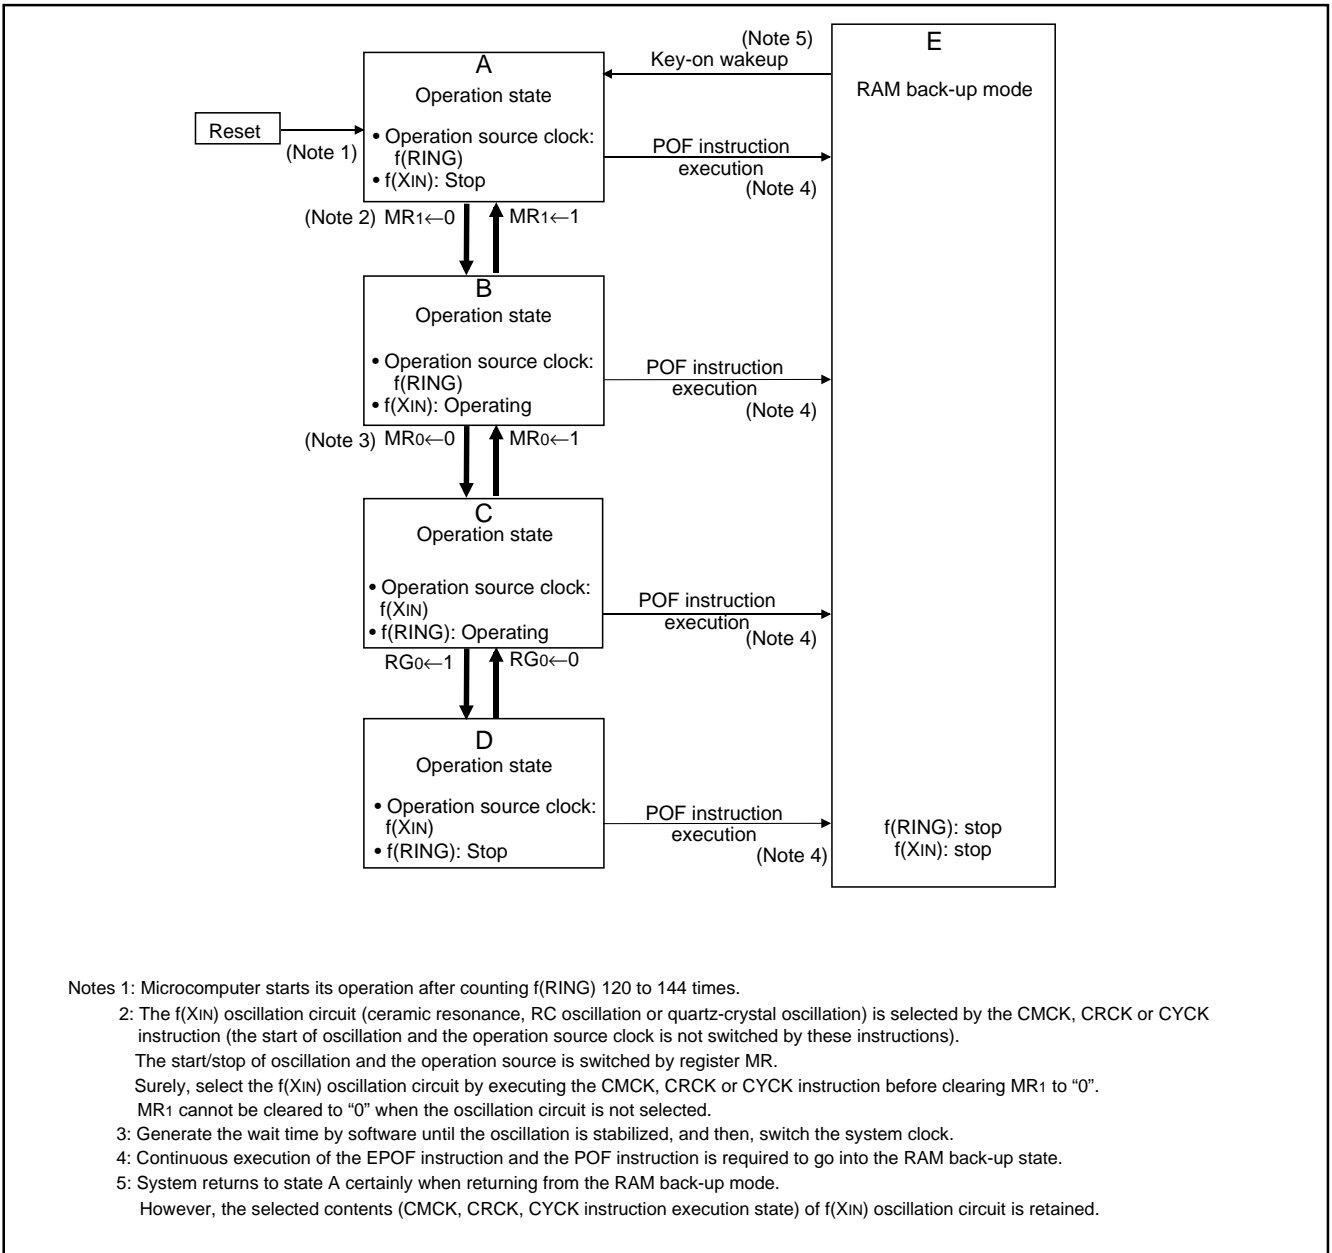 (Note 5)
Key-on wakeup
E
RAM back-up mode
A
Operation state
• Operation source clock:
f(RING)
• f(XIN): Stop
Reset
(Note 1)
POF instruction
execution
(Note 4)
(Note 2) MR1←0
MR1←1
B
Operation state
• Operation source clock:
f(RING)
• f(XIN): Operating
POF instruction
execution
(Note 4)
(Note 3) MR0←0
MR0←1
C
Operation state
• Operation source clock:
f(XIN)
• f(RING): Operating
POF instruction
execution
(Note 4)
RG0←1
RG0←0
D
Operation state
• Operation source clock:
f(XIN)
• f(RING): Stop
POF instruction
execution
(Note 4)
f(RING): stop
f(XIN): stop
Notes 1: Microcomputer starts its operation after counting f(RING) 120 to 144 times.
2: The f(XIN) oscillation circuit (ceramic resonance, RC oscillation or quartz-crystal oscillation) is selected by the CMCK, CRCK or CYCK
instruction (the start of oscillation and the operation source clock is not switched by these instructions).
The start/stop of oscillation and the operation source is switched by register MR.
Surely, select the f(XIN) oscillation circuit by executing the CMCK, CRCK or CYCK instruction before clearing MR1 to “0”.
MR1 cannot be cleared to “0” when the oscillation circuit is not selected.
3: Generate the wait time by software until the oscillation is stabilized, and then, switch the system clock.
4: Continuous execution of the EPOF instruction and the POF instruction is required to go into the RAM back-up state.
5: System returns to state A certainly when returning from the RAM back-up mode.
However, the selected contents (CMCK, CRCK, CYCK instruction execution state) of f(XIN) oscillation circuit is retained.